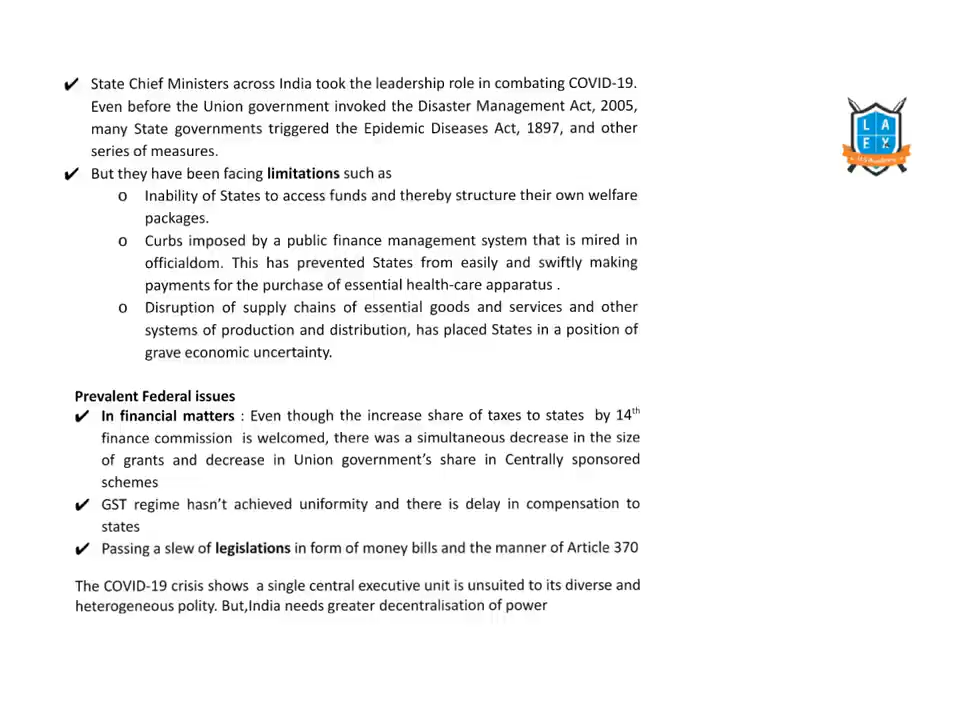 ✔ State Chief Ministers across India took the leadership role in combating COVID-19.
Even before the Union government invoked the Disaster Management Act, 2005,
many State governments triggered the Epidemic Diseases Act, 1897, and other
series of measures.
✔ But they have been facing limitations such as
o Inability of States to access funds and thereby structure their own welfare
packages.
o Curbs imposed by a public finance management system that is mired in
officialdom. This has prevented States from easily and swiftly making
payments for the purchase of essential health-care apparatus .
o Disruption of supply chains of essential goods and services and other
systems of production and distribution, has placed States in a position of
grave economic uncertainty.
Prevalent Federal issues
✔ In financial matters : Even though the increase share of taxes to states by 14th
finance commission is welcomed, there was a simultaneous decrease in the size
of grants and decrease in Union government’s share in Centrally sponsored
schemes
✔ GST regime hasn’t achieved uniformity and there is delay in compensation to
states
✔ Passing a slew of legislations in form of money bills and the manner of Article 370
The COVID-19 crisis shows a single central executive unit is unsuited to its diverse and
heterogeneous polity. But,India needs greater decentralisation of power
L A
E X